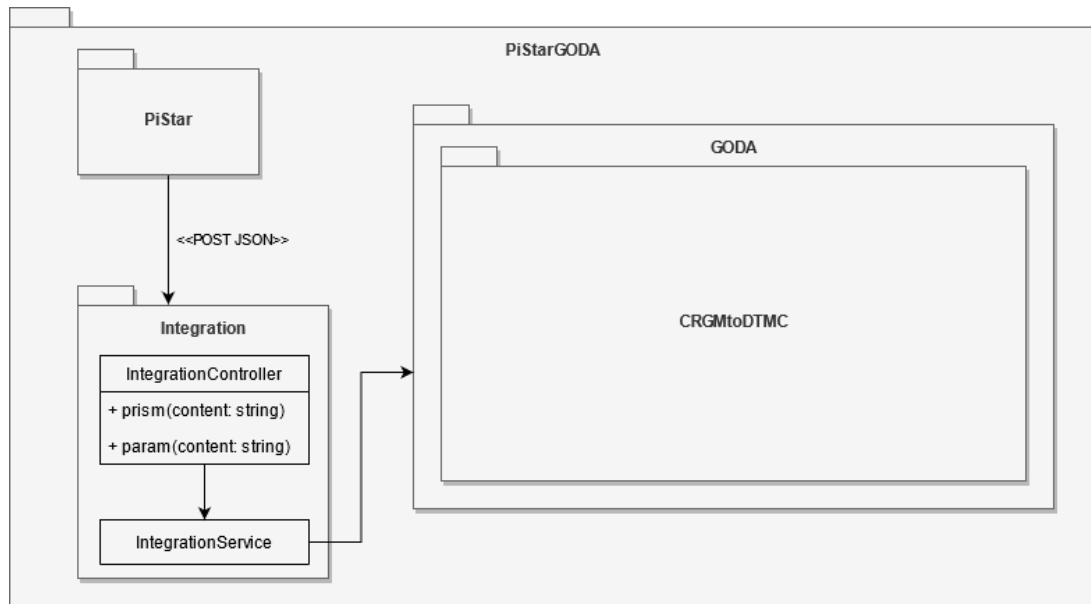 PiStarGODA
PiStar
<<POST JSON>>
Integration
IntegrationController
+ prism(content: string)
+ param(content: string)
IntegrationService
GODA
CRGMtoDTMC